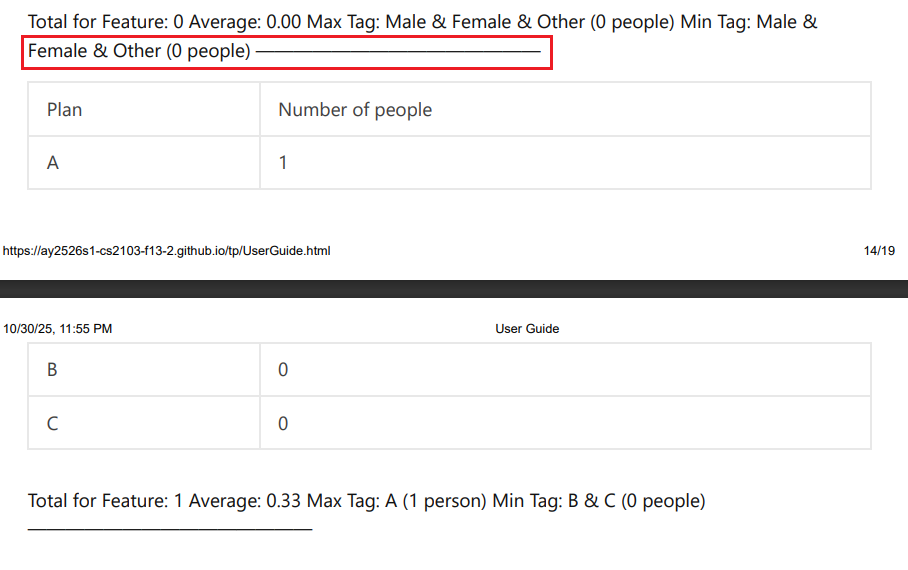 Total for Feature: 0 Average: 0.00 Max Tag: Male & Female & Other (0 people) Min Tag: Male &
Female & Other (0 people) ——————————————————
Plan Number of people
A 1
https://ay2526s1-cs2103-f13-2.github.io/tp/UserGuide.html 14/19
10/30/25, 11:55 PM User Guide
B 0
C 0
Total for Feature: 1 Average: 0.33 Max Tag: A (1 person) Min Tag: B & C (0 people)
——————————————————